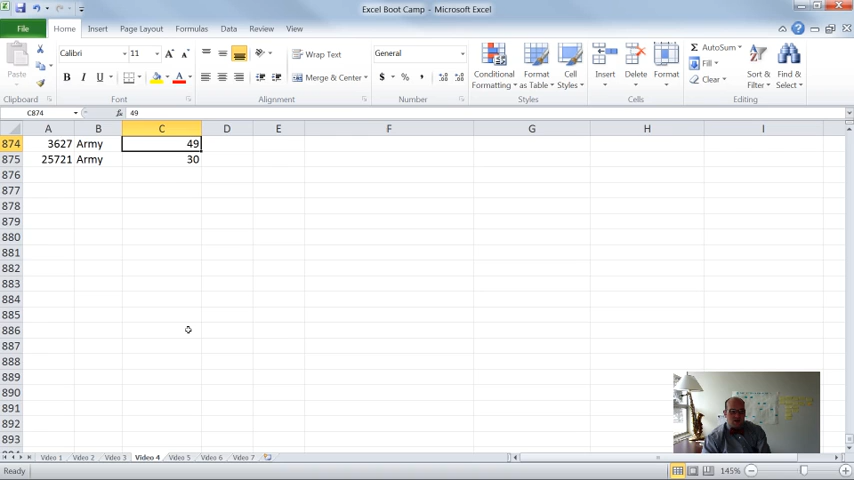 Excel Boot Camp - Microsoft Excel
File Home Insert Page Layout Formulas Data Review View
Calibri 11 Wrap Text General AutoSum
Fill
Paste B I U A Merge & Center $ % , Conditional Format Cell Insert Delete Format Clear Sort & Find &
Formatting as Table Styles Filter Select
Clipboard Font Alignment Number Styles Cells Editing
C874 fx 49
A B C D E F G H I
874 3627 Army 49
875 25721 Army 30
876
877
878
879
880
881
882
883
884
885
886
887
888
889
890
891
892
893
Video 1 Video 2 Video 3 Video 4 Video 5 Video 6 Video 7
Ready 145%